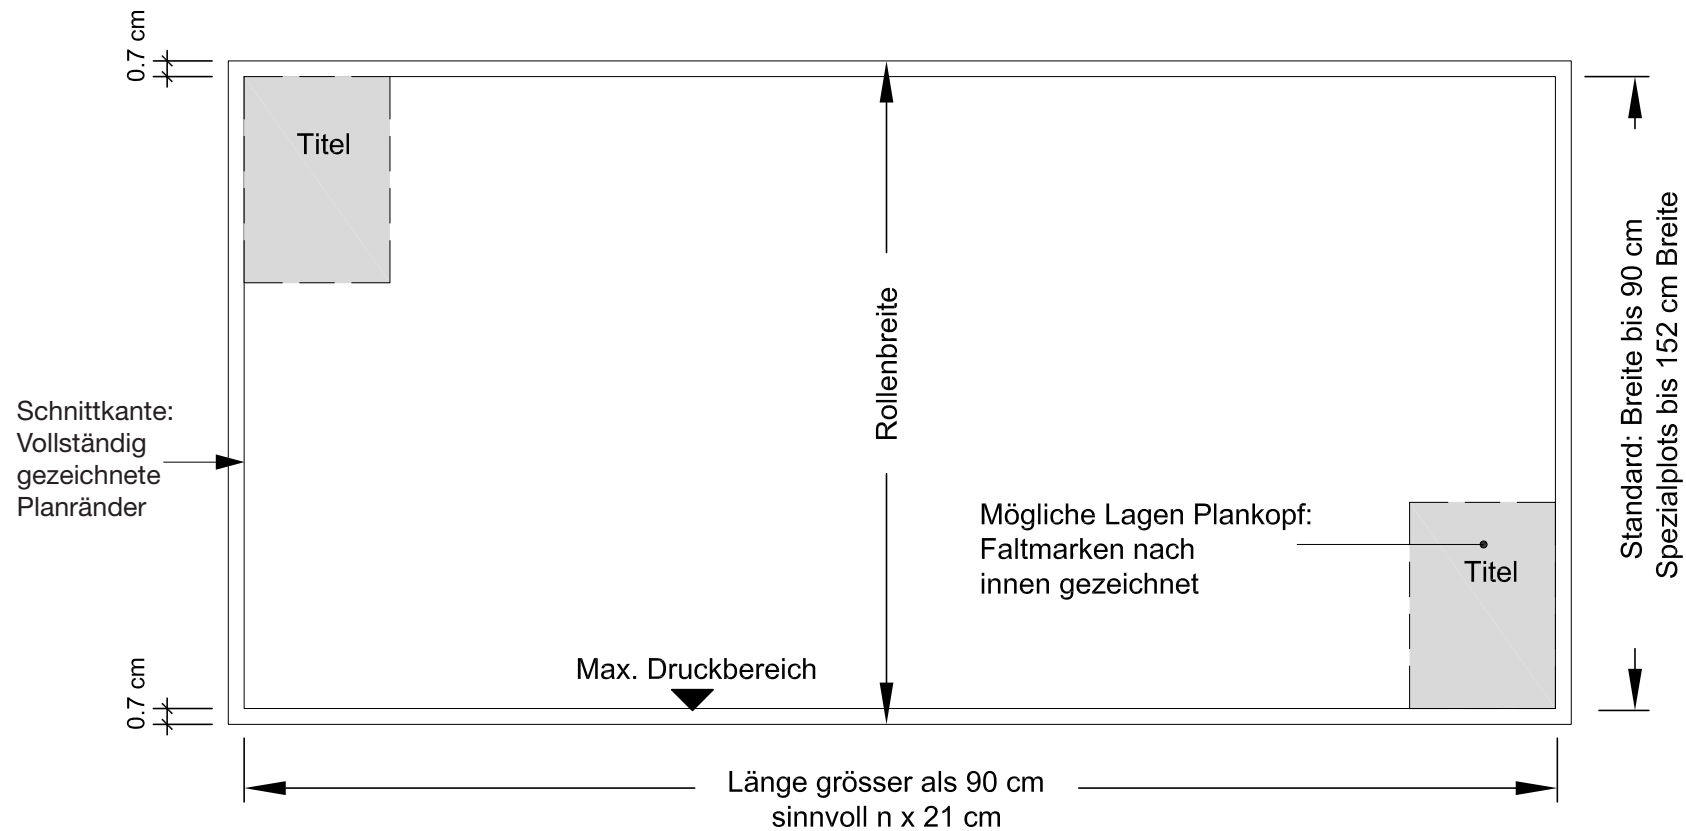 0.7 cm
Titel
Rollenbreite
Standard: Breite bis 90 cm
Spezialplots bis 152 cm Breite
Schnittkante:
Vollständig
gezeichnete
Planränder
Mögliche Lagen Plankopf:
Faltmarken nach
innen gezeichnet
Titel
Max. Druckbereich
0.7 cm
Länge grösser als 90 cm
sinnvoll n x 21 cm